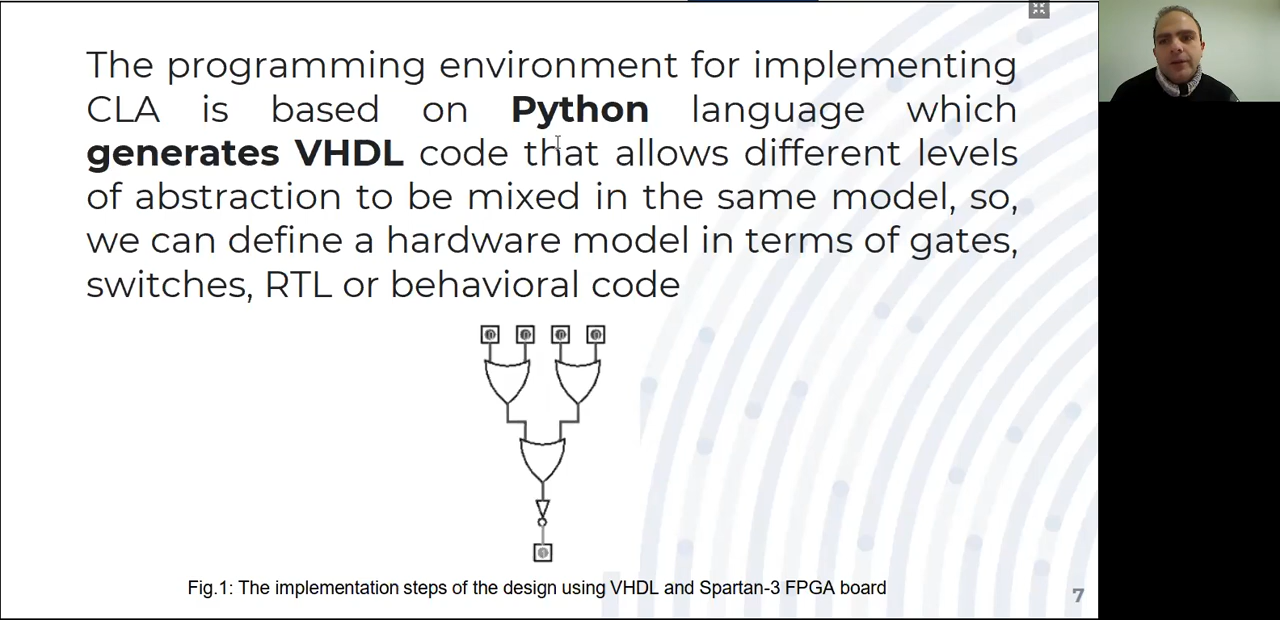 The programming environment for implementing
CLA is based on Python language which
generates VHDL code that allows different levels
of abstraction to be mixed in the same model, so,
we can define a hardware model in terms of gates,
switches, RTL or behavioral code
Fig.1: The implementation steps of the design using VHDL and Spartan-3 FPGA board
7